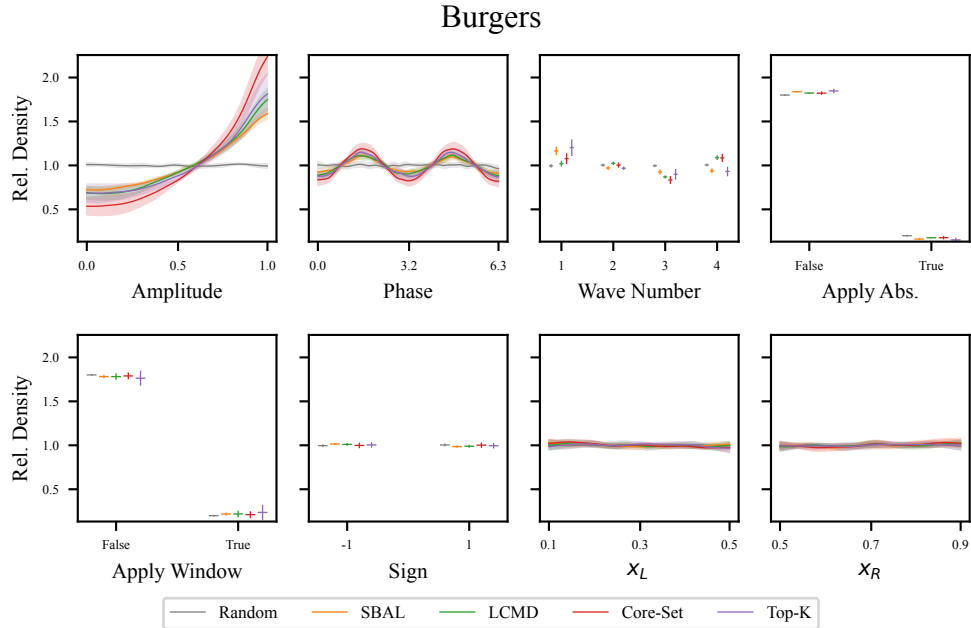 Burgers
Rel. Density
2.0
1.5
1.0
0.5
0.0 0.5 1.0
Amplitude
0.0 3.2 6.3
Phase
1 2 3 4
Wave Number
False True
Apply Abs.
Rel. Density
2.0
1.5
1.0
0.5
False True
Apply Window
-1 1
Sign
0.1 0.3 0.5
x_L
0.5 0.7 0.9
x_R
Random SBAL LCMD Core-Set Top-K